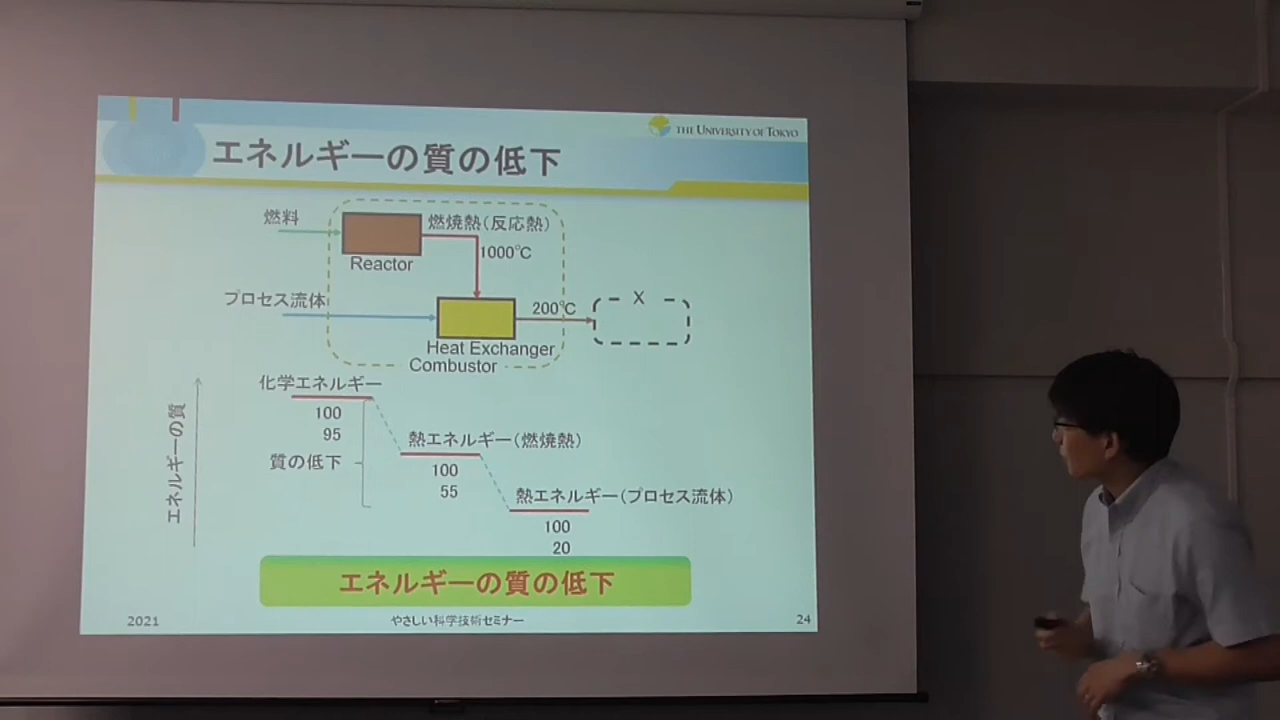 THE UNIVERSITY OF TOKYO
エネルギーの質の低下
燃料
燃焼熱(反応熱)
1000℃
Reactor
プロセス流体
200℃
X
Heat Exchanger
Combustor
エネルギーの質
化学エネルギー
100
95
質の低下
熱エネルギー(燃焼熱)
100
55
熱エネルギー(プロセス流体)
100
20
エネルギーの質の低下
2021
やさしい科学技術セミナー
24